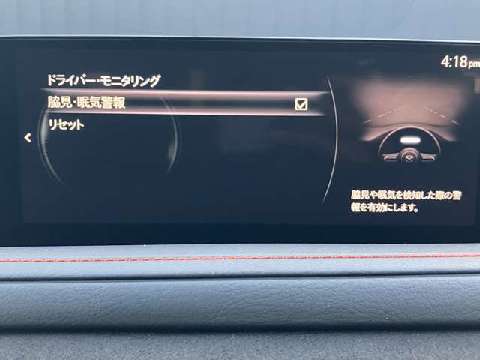 4:18pm
ドライバー・モニタリング
脇見・眠気警報
リセット
脇見や眠気を検知した際の警
報を有効にします。